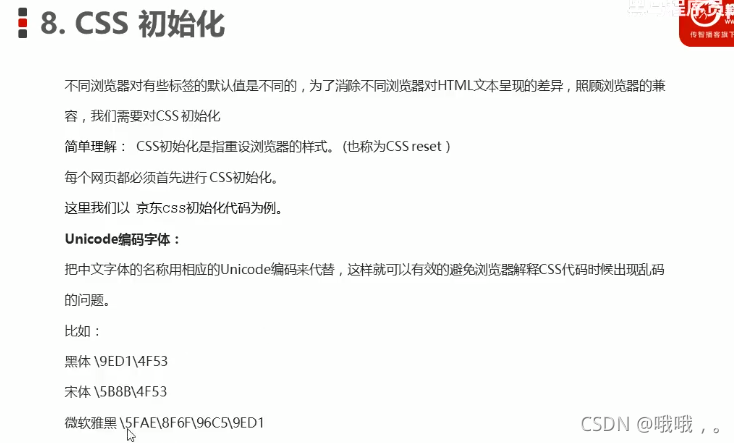 8. CSS 初始化
传智播客旗下
不同浏览器对有些标签的默认值是不同的，为了消除不同浏览器对HTML文本呈现的差异，照顾浏览器的兼
容，我们需要对CSS 初始化
简单理解： CSS初始化是指重设浏览器的样式。 (也称为CSS reset ）
每个网页都必须首先进行 CSS初始化。
这里我们以 京东CSS初始化代码为例。
Unicode编码字体：
把中文字体的名称用相应的Unicode编码来代替，这样就可以有效的避免浏览器解释CSS代码时候出现乱码
的问题。
比如：
黑体 \9ED1\4F53
宋体 \5B8B\4F53
微软雅黑 \5FAE\8F6F\96C5\9ED1
CSDN @哦哦，。